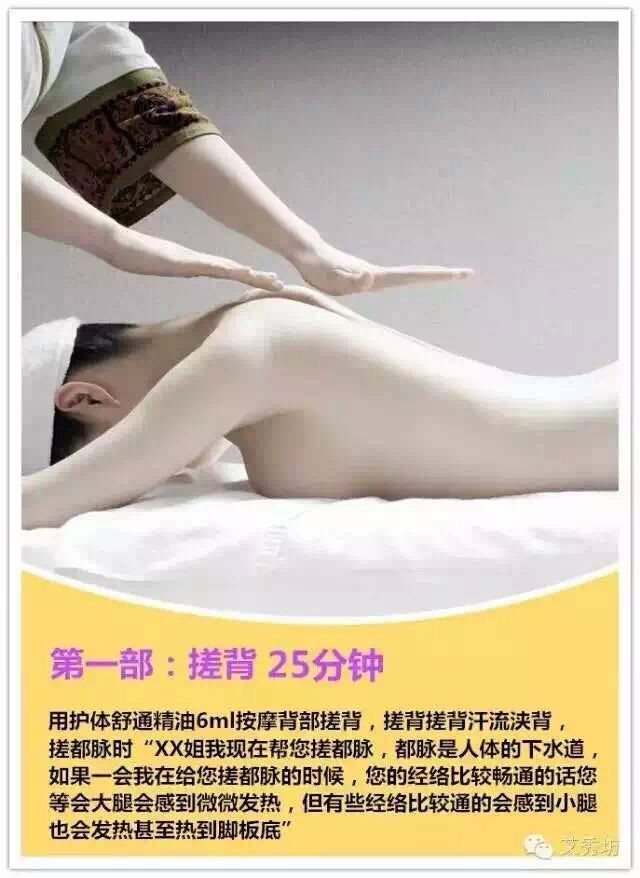 第一部：搓背 25分钟
用护体舒通精油6ml按摩背部搓背，搓背搓背汗流浃背，
搓都脉时“XX姐我现在帮您搓都脉，都脉是人体的下水道，
如果一会我在给您搓都脉的时候，您的经络比较畅通的话您
等会大腿会感到微微发热，但有些经络比较通的会感到小腿
也会发热甚至热到脚板底”
艾秀坊